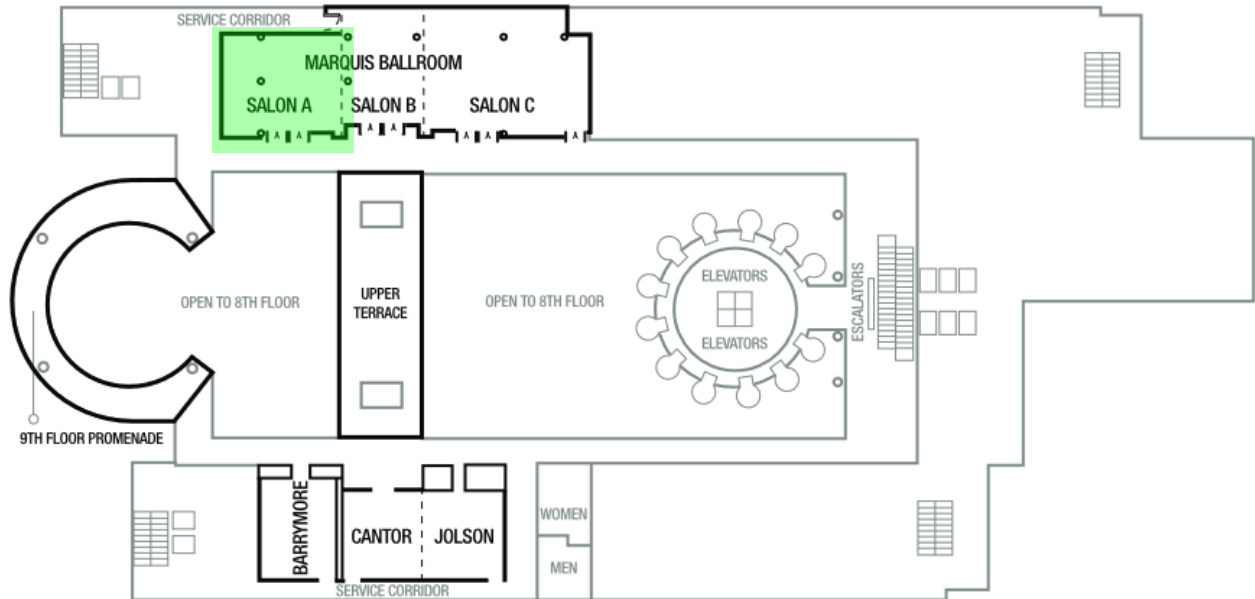 SERVICE CORRIDOR
MARQUIS BALLROOM
SALON A
SALON B
SALON C
OPEN TO 8TH FLOOR
UPPER
TERRACE
OPEN TO 8TH FLOOR
ELEVATORS
ELEVATORS
ESCALATORS
9TH FLOOR PROMENADE
BARRYMORE
CANTOR
JOLSON
WOMEN
MEN
SERVICE CORRIDOR